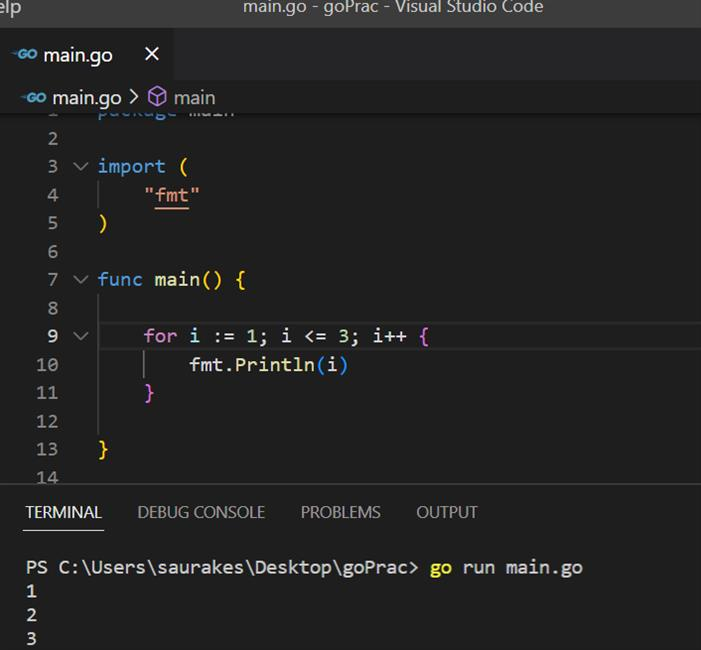 elp main.go - goPrac - Visual Studio Code
GO main.go ✕
GO main.go > main
1 package main
2
3 import (
4 "fmt"
5 )
6
7 func main() {
8
9 for i := 1; i <= 3; i++ {
10 fmt.Println(i)
11 }
12
13 }
14
TERMINAL DEBUG CONSOLE PROBLEMS OUTPUT
PS C:\Users\saurakes\Desktop\goPrac> go run main.go
1
2
3